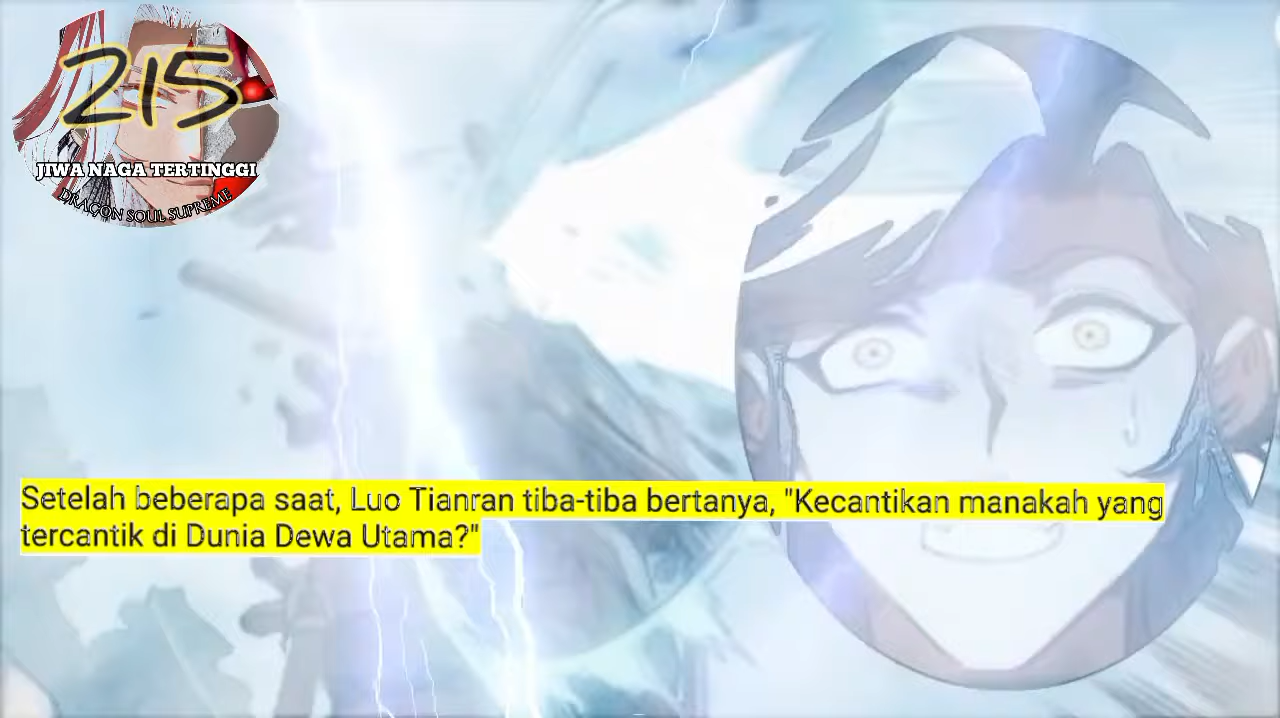 215
JIWA NAGA TERTINGGI
DRAGON SOUL SUPREME
Setelah beberapa saat, Luo Tianran tiba-tiba bertanya, "Kecantikan manakah yang
tercantik di Dunia Dewa Utama?"